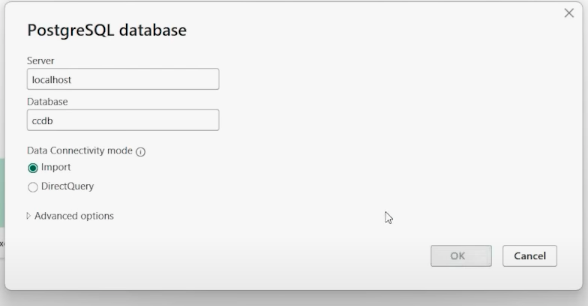 PostgreSQL database
Server
localhost
Database
ccdb
Data Connectivity mode
Import
DirectQuery
Advanced options
OK
Cancel